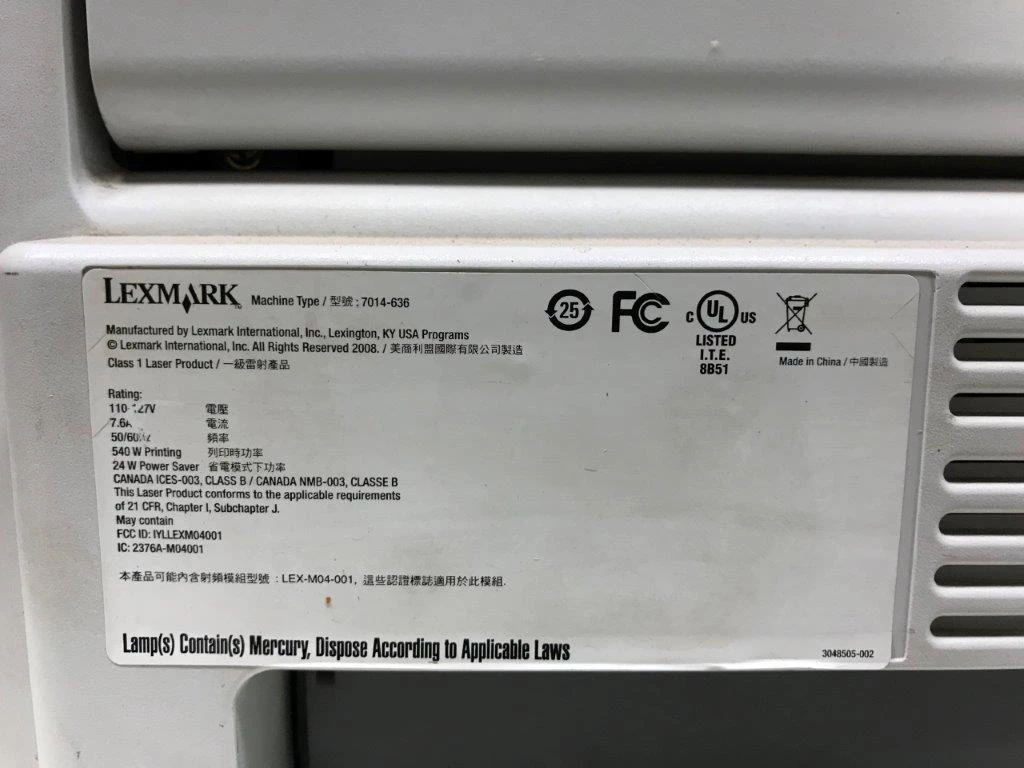 LEXMARK Machine Type / 型號 : 7014-636
Manufactured by Lexmark International, Inc., Lexington, KY USA Programs
© Lexmark International, Inc. All Rights Reserved 2008. / 美商利盟國際有限公司製造
Class 1 Laser Product / 一級雷射產品
25 FC c UL US
LISTED
I.T.E.
8B51
Made in China / 中國製造
Rating:
110-127V 電壓
7.6A 電流
50/60Hz 頻率
540 W Printing 列印時功率
24 W Power Saver 省電模式下功率
CANADA ICES-003, CLASS B / CANADA NMB-003, CLASSE B
This Laser Product conforms to the applicable requirements
of 21 CFR, Chapter I, Subchapter J.
May contain
FCC ID: IYLLEXM04001
IC: 2376A-M04001
本產品可能內含射頻模組型號 : LEX-M04-001, 這些認證標誌適用於此模組.
Lamp(s) Contain(s) Mercury, Dispose According to Applicable Laws
3048505-002